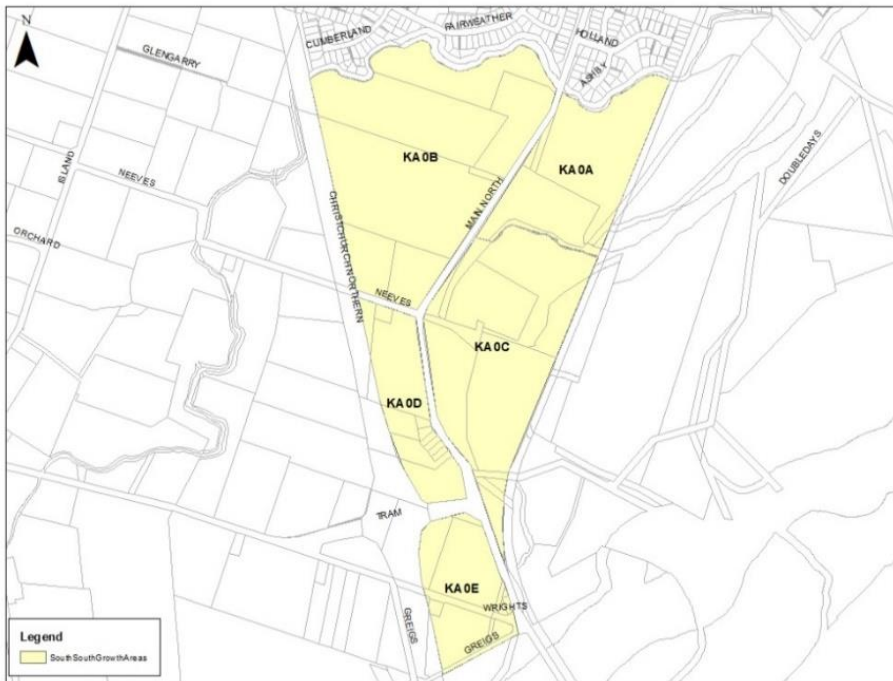 N
CUMBERLAND
FAIRWEATHER
HOLLAND
ASHBY
GLENGARRY
ISLAND
NEEVES
ORCHARD
DOUBLEDAYS
KA0B
KA0A
MAIN NORTH
CHRISTCHURCH NORTHERN
NEEVES
KA0C
KA0D
TRAM
KA0E
WRIGHTS
GREIGS
GREIGS
Legend
SouthSouthGrowthAreas